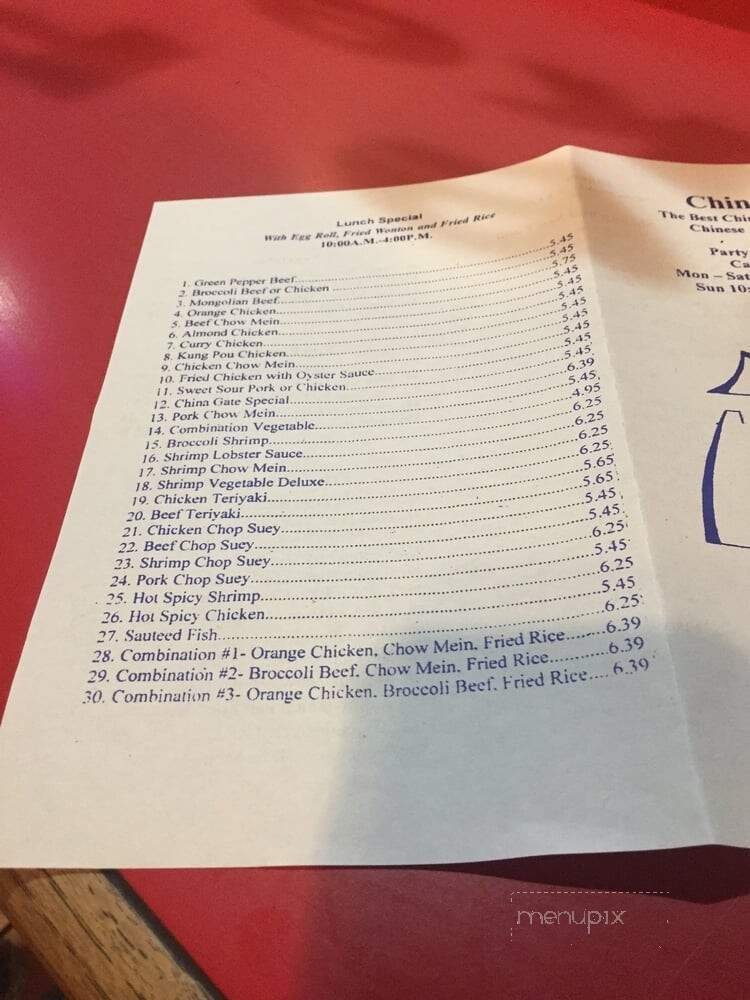 Lunch Special
With Egg Roll, Fried Wonton and Fried Rice
10:00A.M.-4:00P.M.
1. Green Pepper Beef 5.45
2. Broccoli Beef or Chicken 5.45
3. Mongolian Beef 5.75
4. Orange Chicken 5.45
5. Beef Chow Mein 5.45
6. Almond Chicken 5.45
7. Curry Chicken 5.45
8. Kung Pou Chicken 5.45
9. Chicken Chow Mein 5.45
10. Fried Chicken with Oyster Sauce 5.45
11. Sweet Sour Pork or Chicken 5.45
12. China Gate Special 6.39
13. Pork Chow Mein 5.45
14. Combination Vegetable 4.95
15. Broccoli Shrimp 6.25
16. Shrimp Lobster Sauce 6.25
17. Shrimp Chow Mein 6.25
18. Shrimp Vegetable Deluxe 6.25
19. Chicken Teriyaki 5.65
20. Beef Teriyaki 5.65
21. Chicken Chop Suey 5.45
22. Beef Chop Suey 5.45
23. Shrimp Chop Suey 6.25
24. Pork Chop Suey 5.45
25. Hot Spicy Shrimp 6.25
26. Hot Spicy Chicken 5.45
27. Sauteed Fish 6.25
28. Combination #1- Orange Chicken, Chow Mein, Fried Rice 6.39
29. Combination #2- Broccoli Beef, Chow Mein, Fried Rice 6.39
30. Combination #3- Orange Chicken, Broccoli Beef, Fried Rice 6.39
Chin
The Best Chin
Chinese
Party
Ca
Mon – Sat
Sun 10:
menupix